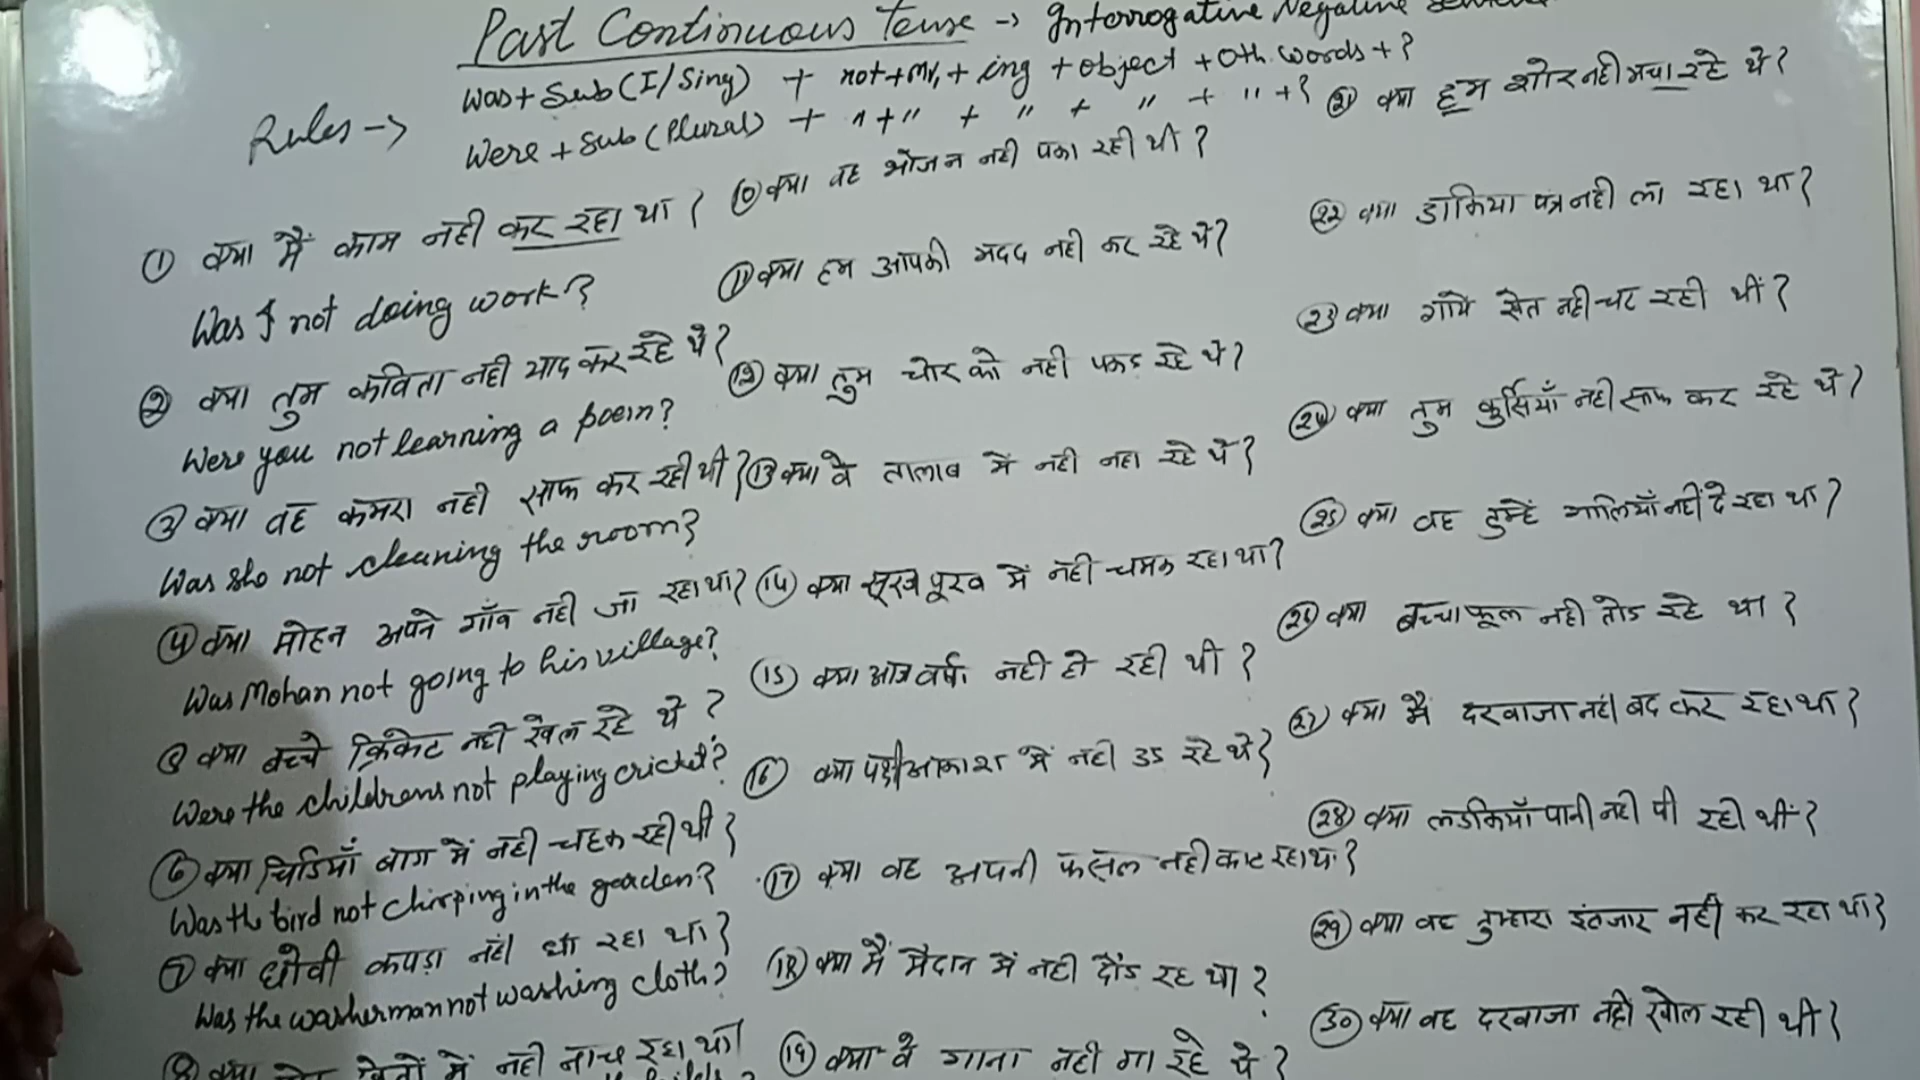 Past Continuous Tense → Interrogative Negative
Rules → Was + Sub (I/Sing) + not + mv, + ing + object + Oth. words + ?
Were + Sub (Plural) + " + " + " + " + " + ?
① क्या मैं काम नही कर रहा था ?
Was I not doing work ?
② क्या तुम कविता नही याद कर रहे थे ?
Were you not learning a poem ?
③ क्या वह कमरा नही साफ कर रही थी ?
Was she not cleaning the room ?
④ क्या मोहन अपने गाँव नही जा रहा था ?
Was Mohan not going to his village ?
क्या बच्चे क्रिकेट नही खेल रहे थे ?
Were the childrens not playing cricket ?
⑥ क्या चिडियाँ बाग में नही चहक रही थी ?
Was the bird not chirping in the gearden ?
⑦ क्या धोवी कपड़ा नही धो रहा था ?
Was the washerman not washing cloth ?
⑧ क्या में नही नाच रहा था
⑩ क्या वह भोजन नही पका रही थी ?
⑪ क्या हम आपकी मदद नही कर रहे थे ?
⑫ क्या तुम चोर को नही पकड रहे थे ?
⑬ क्या वे तालाब में नही नहा रहे थे ?
⑭ क्या सूरज पूरब में नही चमक रहा था ?
⑮ क्या आज वर्षा नही हो रही थी ?
⑯ क्या पक्षी आकाश में नही उड रहे थे ?
⑰ क्या वह अपनी फसल नही काट रहा था ?
⑱ क्या मैं मैदान में नही दौड रह था ?
⑲ क्या वे गाना नही गा रहे थे ?
㉑ क्या हम शोर नही मचा रहे थे ?
㉒ क्या डाकिया पत्र नही ला रहा था ?
㉓ क्या गाये खेत नही चर रही थीं ?
㉔ क्या तुम कुर्सियाँ नही साफ कर रहे थे ?
㉕ क्या वह तुम्हें गालियाँ नहीं दे रहा था ?
㉖ क्या बच्चा फूल नही तोड रहे था ?
㉗ क्या मैं दरवाजा नही बंद कर रहा था ?
㉘ क्या लडकियाँ पानी नही पी रही थीं ?
㉙ क्या वह तुम्हारा इंतजार नहीं कर रहा था ?
㉚ क्या वह दरवाजा नही खोल रही थी ?